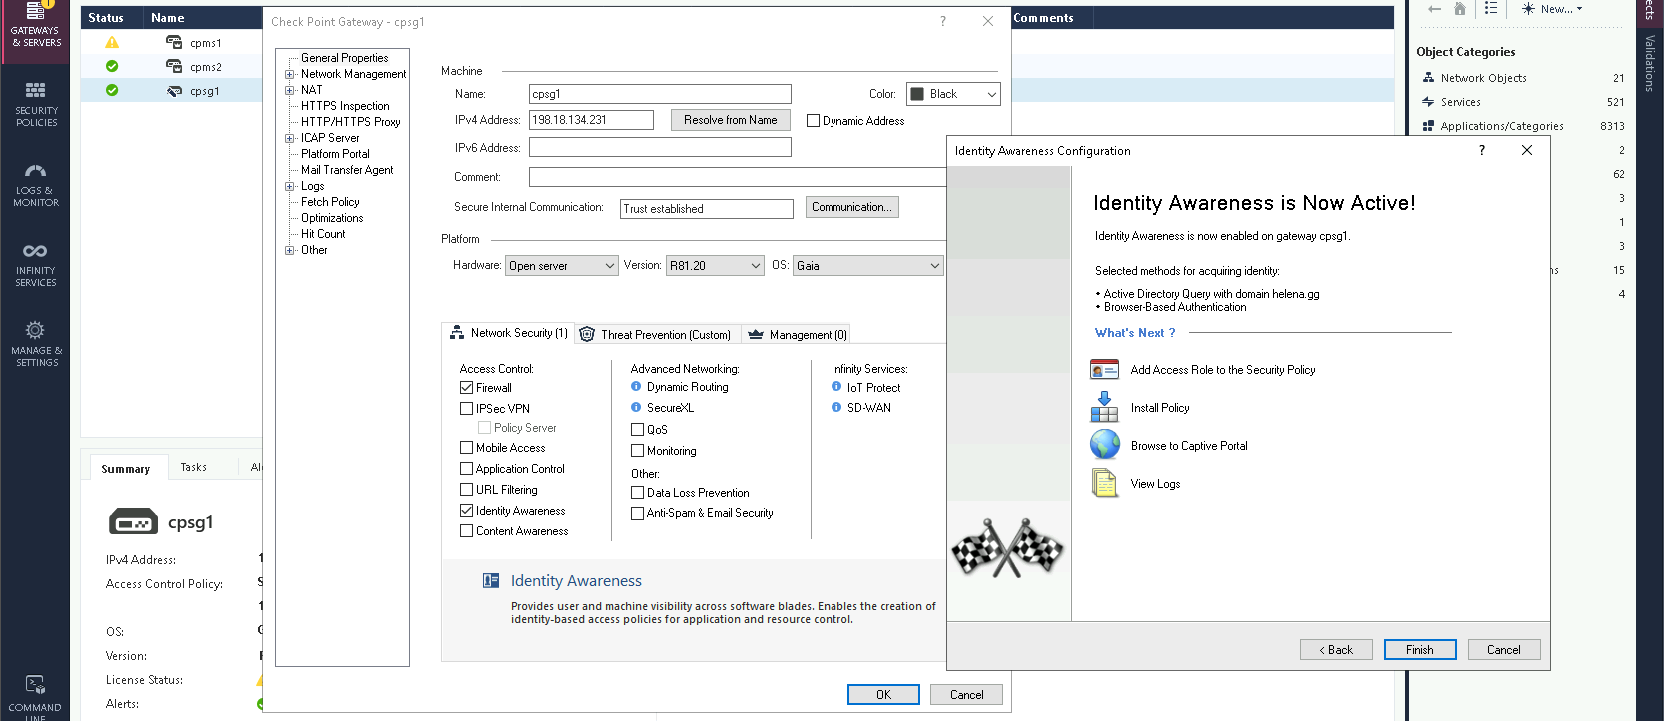 GATEWAYS
& SERVERS
SECURITY
POLICIES
LOGS &
MONITOR
INFINITY
SERVICES
MANAGE &
SETTINGS
COMMAND
LINE
Status Name Comments
cpms1
cpms2
cpsg1
Summary Tasks
cpsg1
IPv4 Address:
Access Control Policy:
OS:
Version:
License Status:
Alerts:
Check Point Gateway - cpsg1 ?
General Properties
Network Management
NAT
HTTPS Inspection
HTTP/HTTPS Proxy
ICAP Server
Platform Portal
Mail Transfer Agent
Logs
Fetch Policy
Optimizations
Hit Count
Other
Machine
Name: cpsg1 Color: Black
IPv4 Address: 198.18.134.231 Resolve from Name Dynamic Address
IPv6 Address:
Comment:
Secure Internal Communication: Trust established Communication...
Platform
Hardware: Open server Version: R81.20 OS: Gaia
Network Security (1) Threat Prevention (Custom) Management (0)
Access Control:
Firewall
IPSec VPN
Policy Server
Mobile Access
Application Control
URL Filtering
Identity Awareness
Content Awareness
Advanced Networking:
Dynamic Routing
SecureXL
QoS
Monitoring
Other:
Data Loss Prevention
Anti-Spam & Email Security
nfinity Services:
IoT Protect
SD-WAN
Identity Awareness
Provides user and machine visibility across software blades. Enables the creation of
identity-based access policies for application and resource control.
OK Cancel
Identity Awareness Configuration ?
Identity Awareness is Now Active!
Identity Awareness is now enabled on gateway cpsg1.
Selected methods for acquiring identity:
• Active Directory Query with domain helena.gg
• Browser-Based Authentication
What's Next ?
Add Access Role to the Security Policy
Install Policy
Browse to Captive Portal
View Logs
< Back Finish Cancel
New...
Object Categories
Network Objects 21
Services 521
Applications/Categories 8313
2
62
3
1
3
15
4
Validations